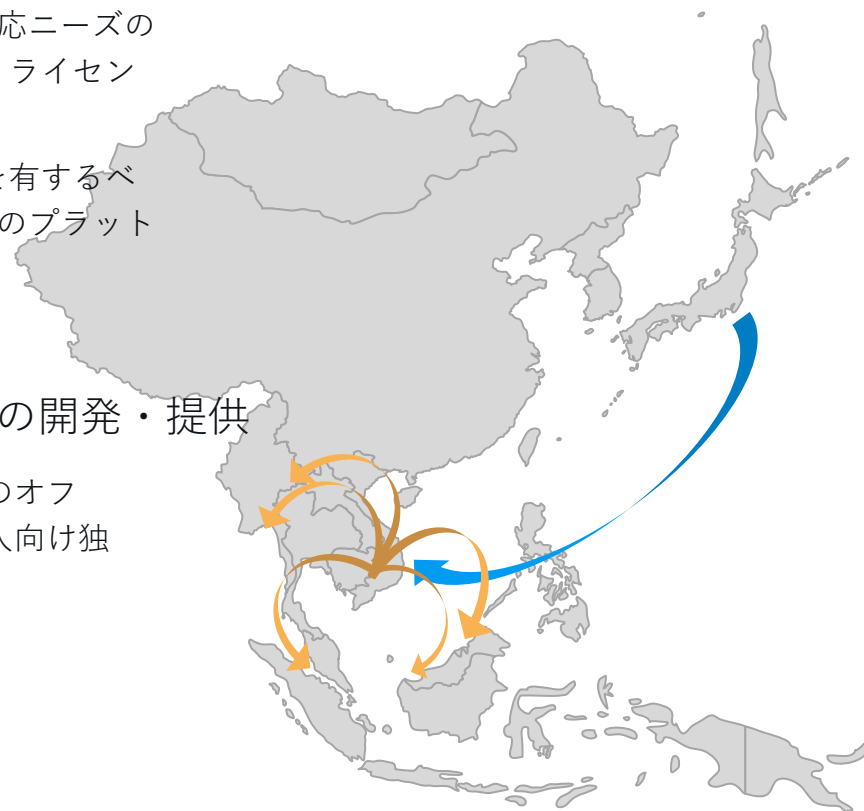 応ニーズの
ライセン
を有するベ
のプラット
の開発・提供
のオフ
人向け独